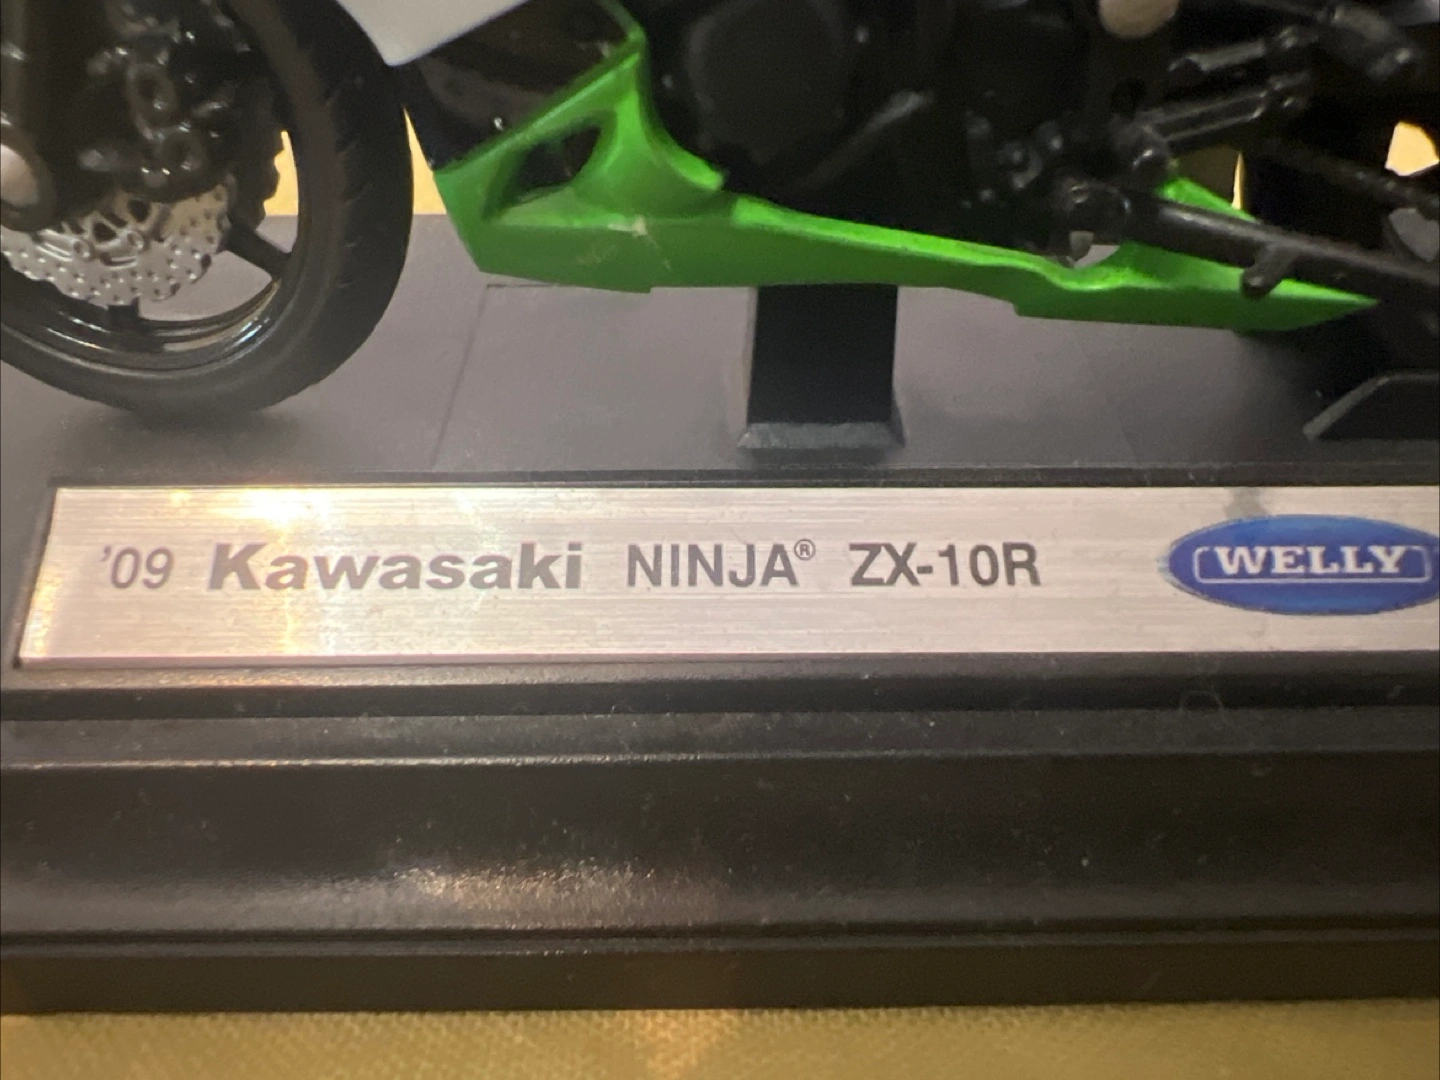 '09 Kawasaki NINJA® ZX-10R WELLY